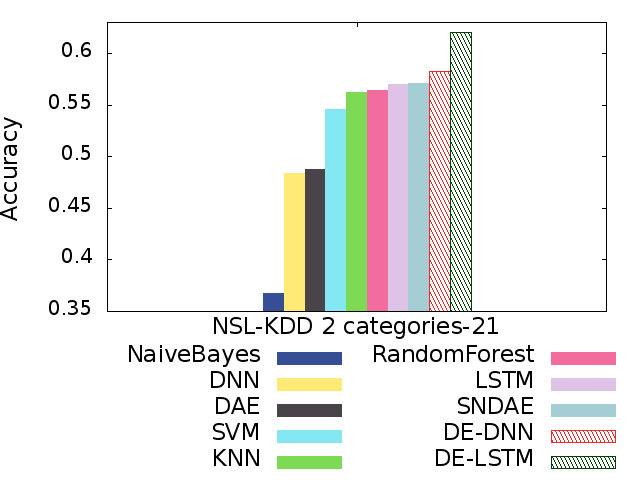 0.6
0.55
0.5
0.45
0.4
0.35
Accuracy
NSL-KDD 2 categories-21
NaiveBayes
DNN
DAE
SVM
KNN
RandomForest
LSTM
SNDAE
DE-DNN
DE-LSTM